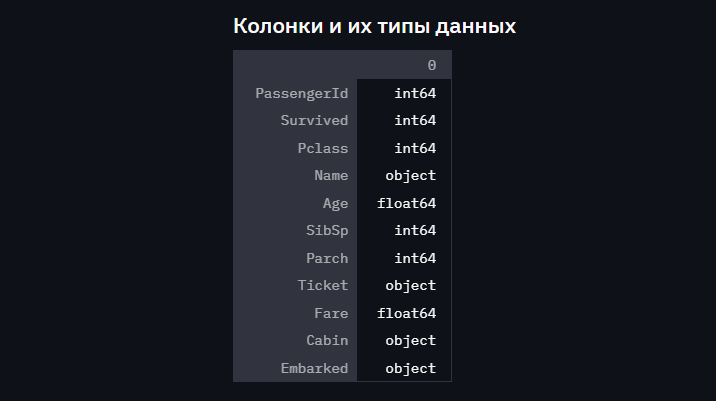 Колонки и их типы данных
0
PassengerId int64
Survived int64
Pclass int64
Name object
Age float64
SibSp int64
Parch int64
Ticket object
Fare float64
Cabin object
Embarked object